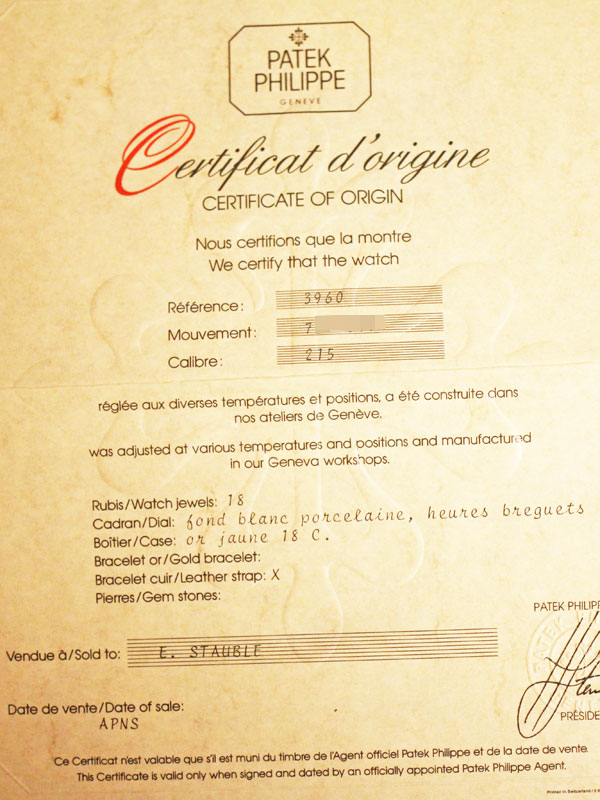 PATEK
PHILIPPE
GENEVE
Certificat d'origine
CERTIFICATE OF ORIGIN
Nous certifions que la montre
We certify that the watch
Référence: 3960
Mouvement: 7
Calibre: 215
réglée aux diverses températures et positions, a été construite dans
nos ateliers de Genève.
was adjusted at various temperatures and positions and manufactured
in our Geneva workshops.
Rubis/Watch jewels: 18
Cadran/Dial: fond blanc porcelaine, heures breguets
Boîtier/Case: or jaune 18 C.
Bracelet or/Gold bracelet:
Bracelet cuir/Leather strap: X
Pierres/Gem stones:
PATEK PHILIPP
Vendue à/Sold to: E. STAUBLE
PRÉSIDE
Date de vente/Date of sale:
APNS
Ce Certificat n'est valable que s'il est muni du timbre de l'Agent officiel Patek Philippe et de la date de vente.
This Certificate is valid only when signed and dated by an officially appointed Patek Philippe Agent.
Printed in Switzerland